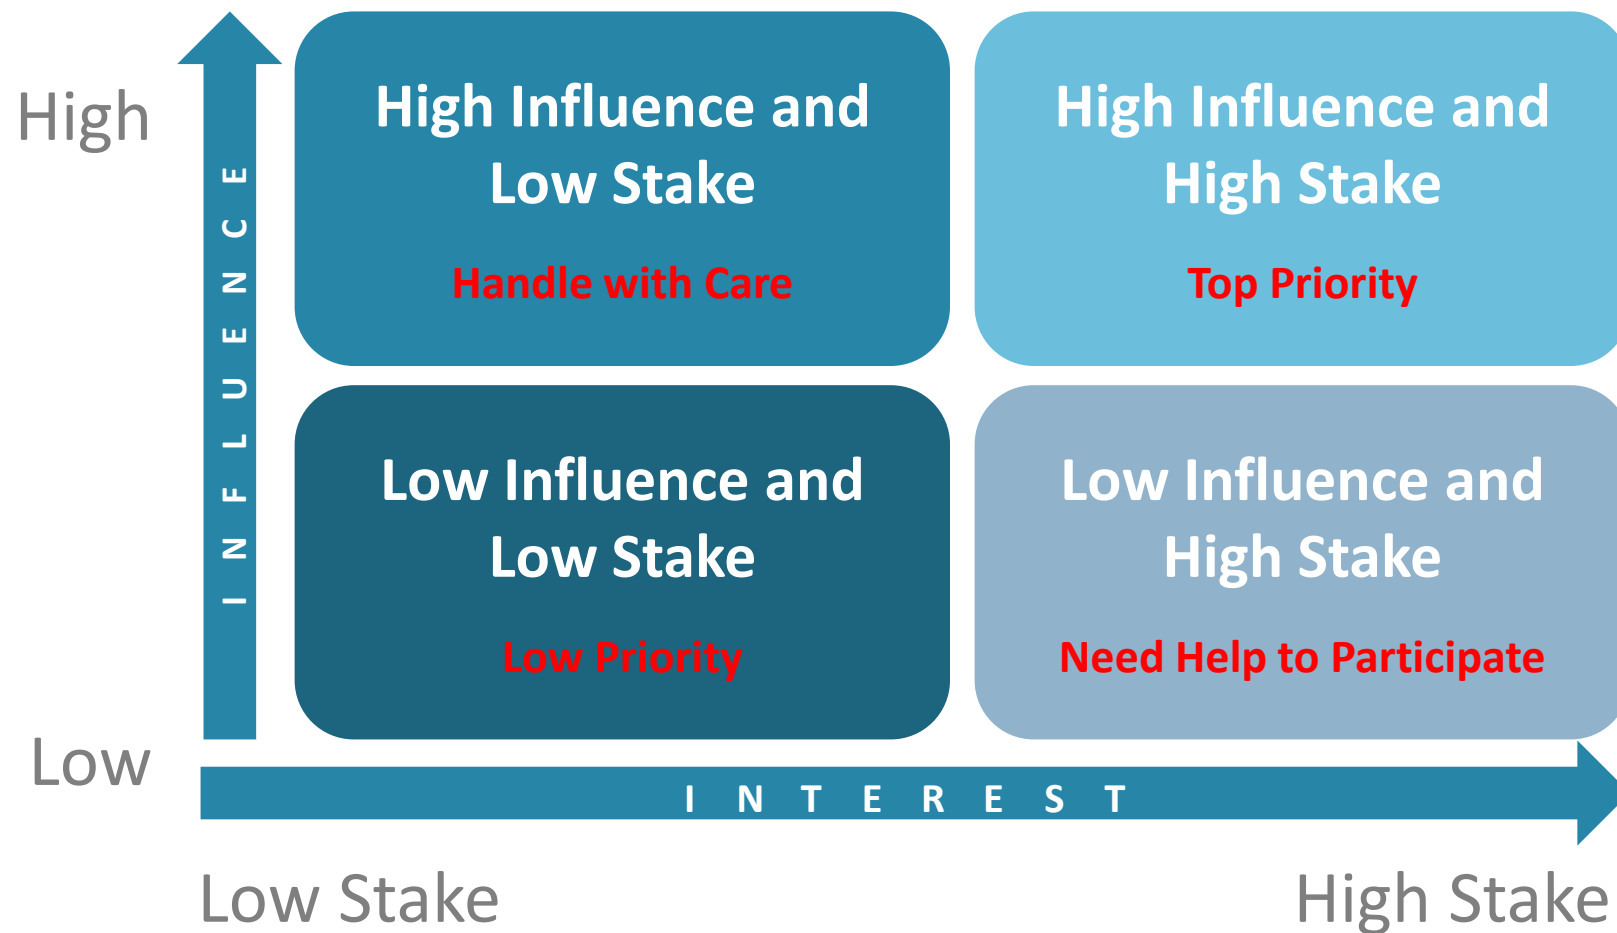 High
INFLUENCE
High Influence and
Low Stake
Handle with Care
High Influence and
High Stake
Top Priority
Low Influence and
Low Stake
Low Priority
Low Influence and
High Stake
Need Help to Participate
Low
INTEREST
Low Stake
High Stake